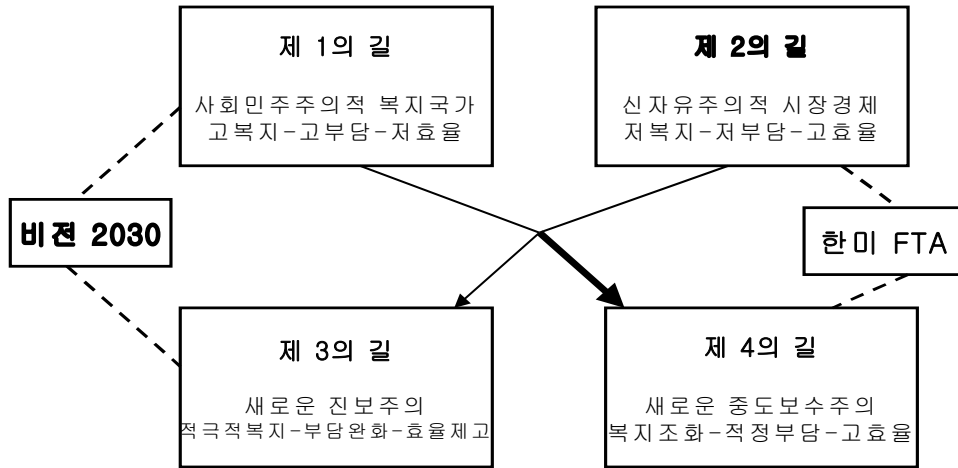 제 1의 길
사회민주주의적 복지국가
고복지-고부담-저효율
제 2의 길
신자유주의적 시장경제
저복지-저부담-고효율
비전 2030
한미 FTA
제 3의 길
새로운 진보주의
적극적복지-부담완화-효율제고
제 4의 길
새로운 중도보수주의
복지조화-적정부담-고효율